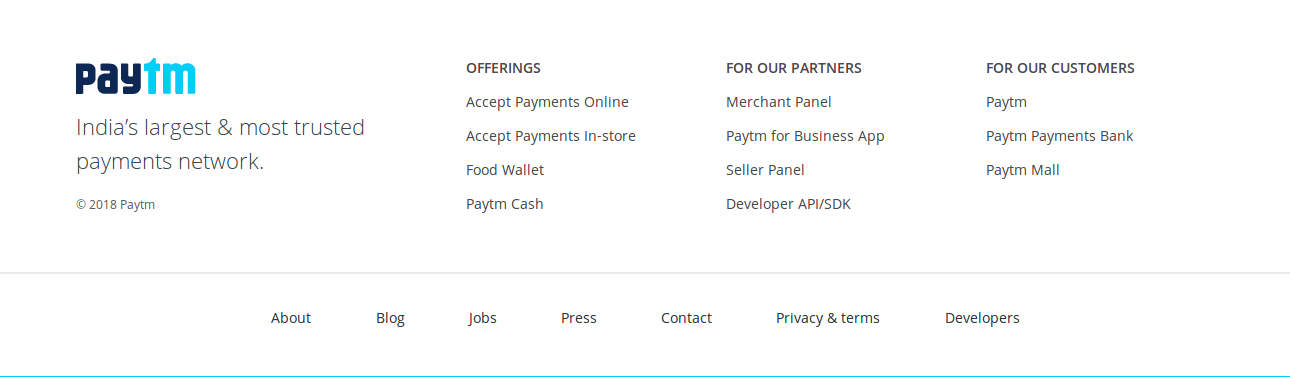 paytm
India’s largest & most trusted
payments network.
© 2018 Paytm
OFFERINGS
Accept Payments Online
Accept Payments In-store
Food Wallet
Paytm Cash
FOR OUR PARTNERS
Merchant Panel
Paytm for Business App
Seller Panel
Developer API/SDK
FOR OUR CUSTOMERS
Paytm
Paytm Payments Bank
Paytm Mall
About Blog Jobs Press Contact Privacy & terms Developers